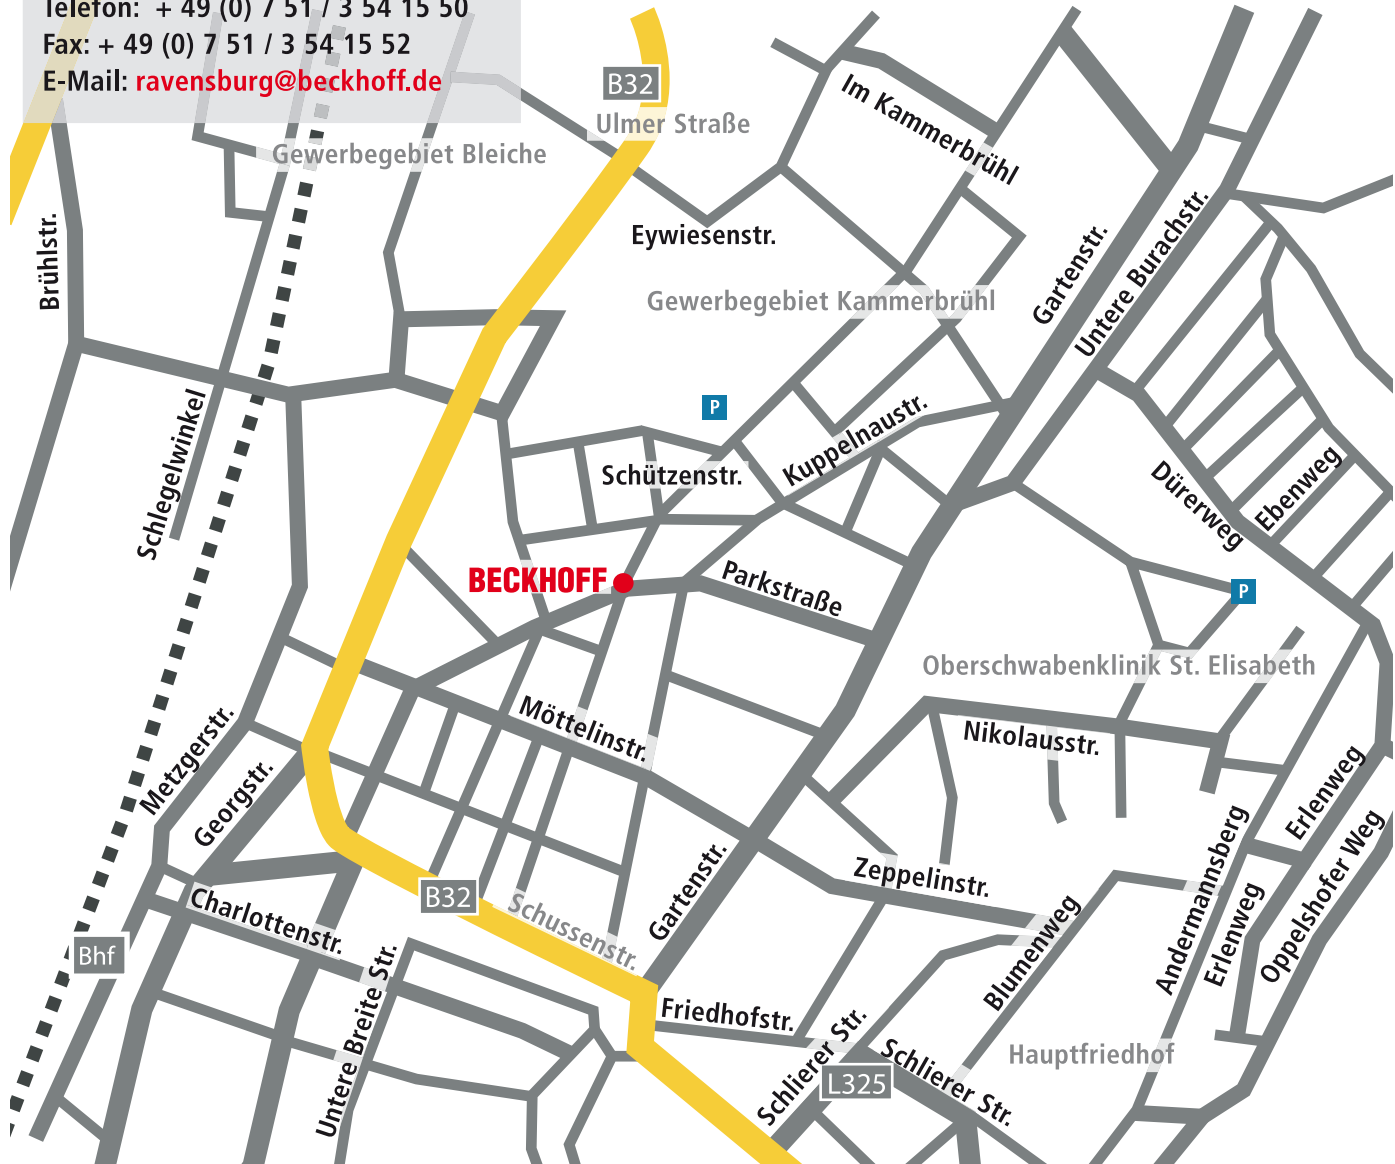 Telefon: + 49 (0) 7 51 / 3 54 15 50
Fax: + 49 (0) 7 51 / 3 54 15 52
E-Mail: ravensburg@beckhoff.de
B32
Ulmer Straße
Im Kammerbrühl
Gewerbegebiet Bleiche
Brühlstr.
Eywiesenstr.
Gartenstr.
Untere Burachstr.
Gewerbegebiet Kammerbrühl
Schlegelwinkel
P
Kuppelnaustr.
Schützenstr.
Dürerweg
Ebenweg
BECKHOFF
Parkstraße
P
Oberschwabenklinik St. Elisabeth
Möttelinstr.
Nikolausstr.
Metzgerstr.
Georgstr.
Erlenweg
Oppelshofer Weg
Andermannsberg
Zeppelinstr.
Gartenstr.
B32
Schussenstr.
Charlottenstr.
Blumenweg
Erlenweg
Bhf
Untere Breite Str.
Friedhofstr.
Schlierer Str.
Schlierer Str.
Hauptfriedhof
L325